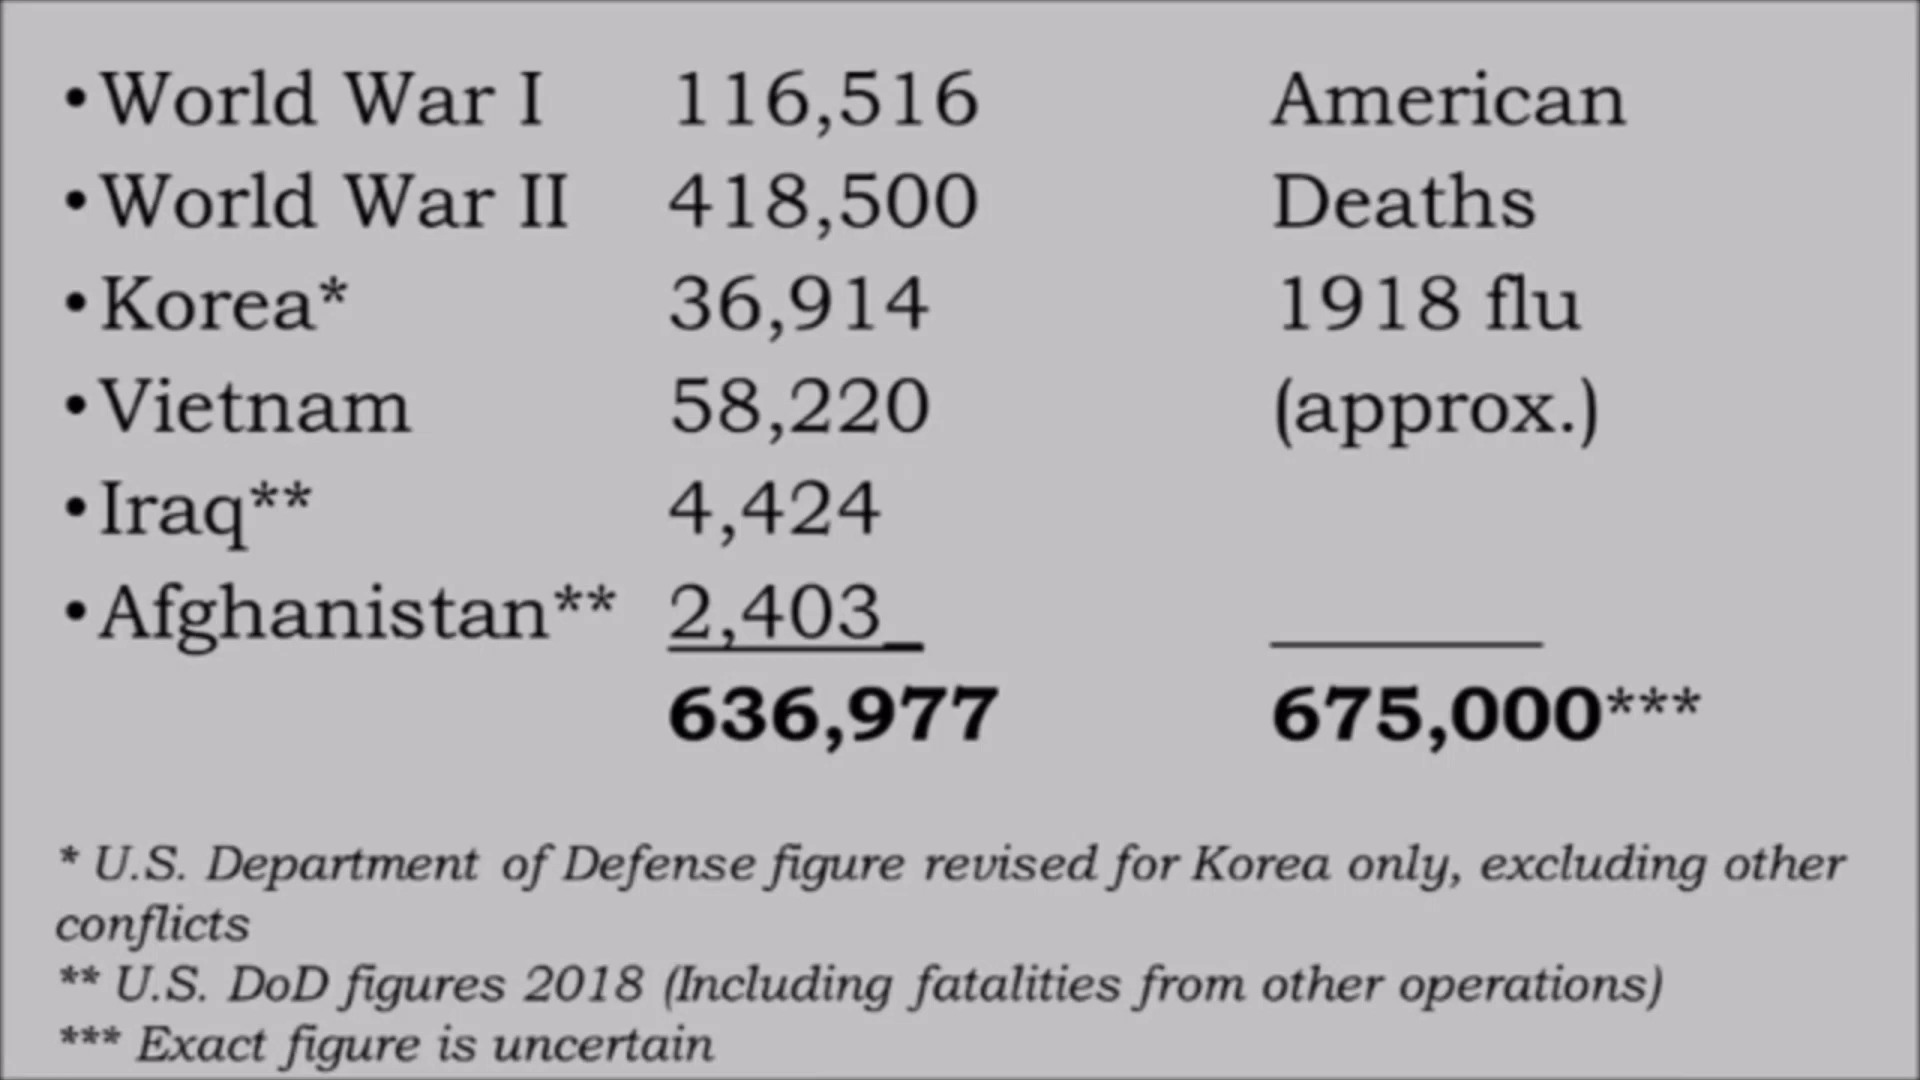 • World War I 116,516 American
• World War II 418,500 Deaths
• Korea* 36,914 1918 flu
• Vietnam 58,220 (approx.)
• Iraq** 4,424
• Afghanistan** 2,403_
636,977 675,000***
* U.S. Department of Defense figure revised for Korea only, excluding other
conflicts
** U.S. DoD figures 2018 (Including fatalities from other operations)
*** Exact figure is uncertain